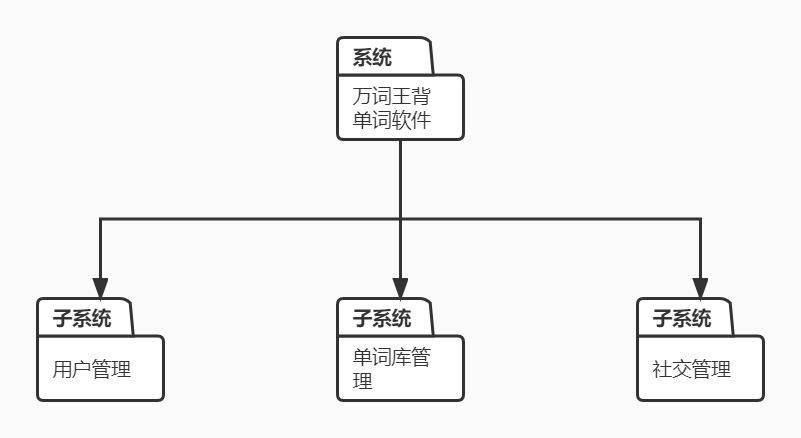 系统
万词王背
单词软件
子系统
用户管理
子系统
单词库管
理
子系统
社交管理